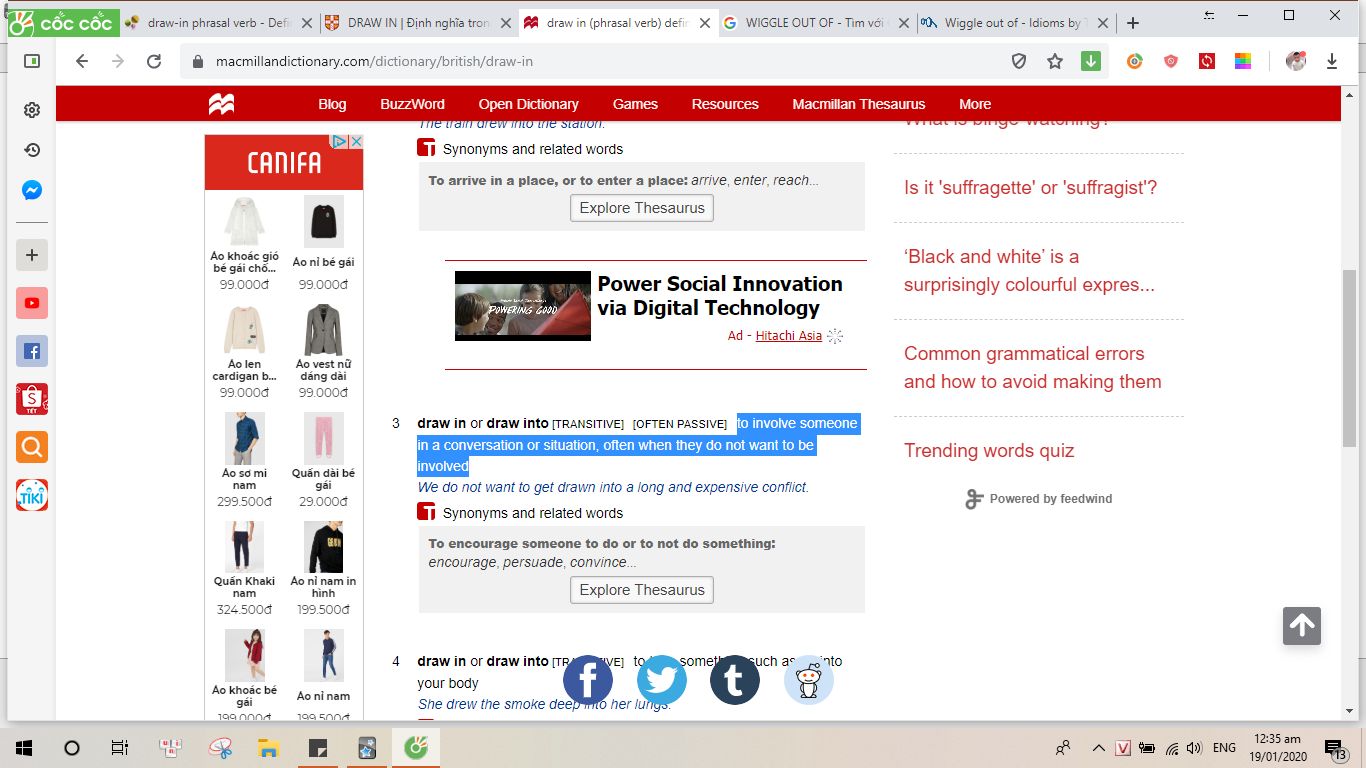 cốc cốc
draw-in phrasal verb - Defin
DRAW IN | Định nghĩa tron
draw in (phrasal verb) defin
WIGGLE OUT OF - Tìm với
Wiggle out of - Idioms by T
macmillandictionary.com/dictionary/british/draw-in
Blog BuzzWord Open Dictionary Games Resources Macmillan Thesaurus More
The train drew into the station.
Synonyms and related words
To arrive in a place, or to enter a place: arrive, enter, reach...
Explore Thesaurus
Power Social Innovation
via Digital Technology
POWERING GOOD
Ad - Hitachi Asia
3 draw in or draw into [TRANSITIVE] [OFTEN PASSIVE] to involve someone
in a conversation or situation, often when they do not want to be
involved
We do not want to get drawn into a long and expensive conflict.
Synonyms and related words
To encourage someone to do or to not do something:
encourage, persuade, convince...
Explore Thesaurus
4 draw in or draw into
your body
She drew the smoke deep into her lungs.
CANIFA
Áo khoác gió
bé gái chố...
99.000đ
Áo nỉ bé gái
99.000đ
Áo len
cardigan b...
99.000đ
Áo vest nữ
dáng dài
99.000đ
Áo sơ mi
nam
299.500đ
Quần dài bé
gái
29.000đ
Quần Khaki
nam
324.500đ
Áo nỉ nam in
hình
199.500đ
Áo khoác bé
gái
199.000đ
Áo nỉ nam
199.500đ
What is binge-watching?
Is it 'suffragette' or 'suffragist'?
‘Black and white’ is a
surprisingly colourful expres...
Common grammatical errors
and how to avoid making them
Trending words quiz
Powered by feedwind
TẾT
TIKI
ENG
12:35 am
19/01/2020
13